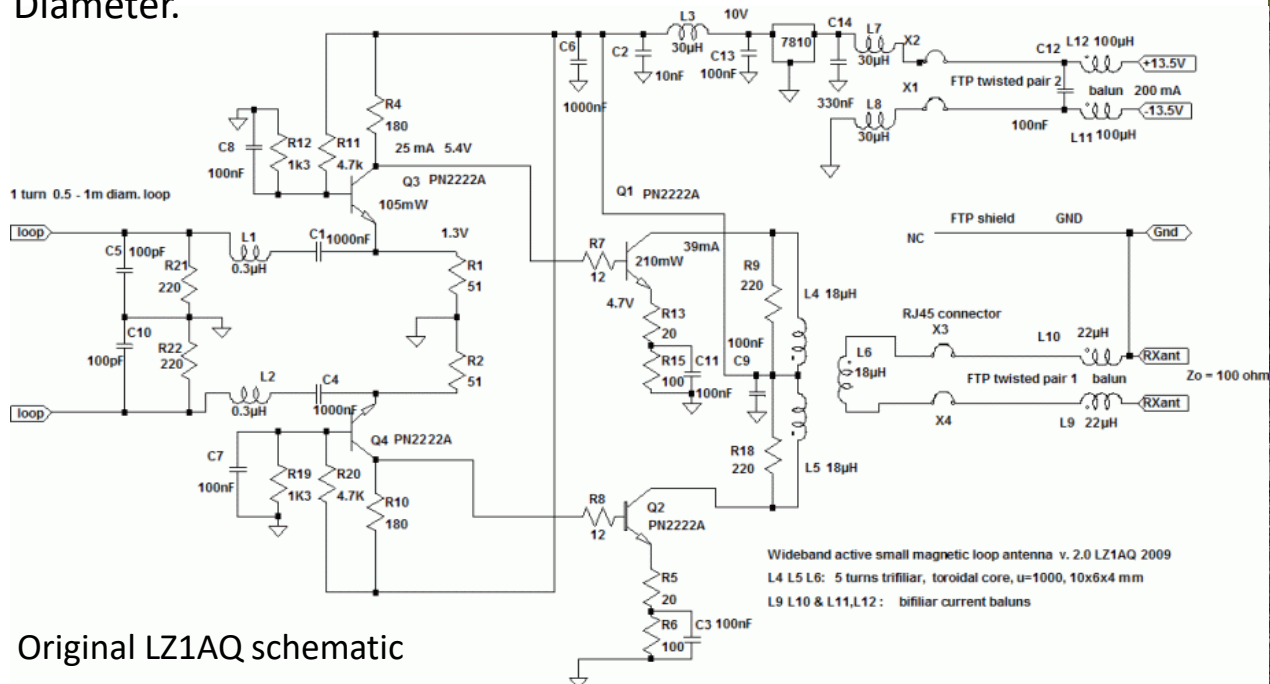 Diameter.
L3
30µH
10V
7810
C14
L7
30µH
X2
C12
L12 100µH
+13.5V
C6
C2
10nF
C13
100nF
FTP twisted pair 2
X1
balun 200 mA
1000nF
330nF
L8
30µH
100nF
-13.5V
L11 100µH
R4
180
C8
100nF
R12
1k3
R11
4.7k
25 mA 5.4V
Q3 PN2222A
105mW
Q1 PN2222A
1 turn 0.5 - 1m diam. loop
loop
L1
0.3µH
C1 1000nF
1.3V
C5 100pF
R21
220
R1
51
R7
12
39mA
210mW
4.7V
R9
220
L4 18µH
FTP shield GND
NC
Gnd
R13
20
RJ45 connector
X3
L10 22µH
C10
100pF
R22
220
R2
51
R15
100
C11
100nF
100nF
C9
L6
18µH
RXant
FTP twisted pair 1 balun
Zo = 100 ohm
loop
L2
0.3µH
C4
1000nF
X4
RXant
L9 22µH
Q4 PN2222A
C7
100nF
R19
1K3
R20
4.7K
R10
180
R18
220
L5 18µH
R8
12
Q2
PN2222A
R5
20
R6
100
C3 100nF
Wideband active small magnetic loop antenna v. 2.0 LZ1AQ 2009
L4 L5 L6: 5 turns trifiliar, toroidal core, u=1000, 10x6x4 mm
L9 L10 & L11,L12 : bifiliar current baluns
Original LZ1AQ schematic